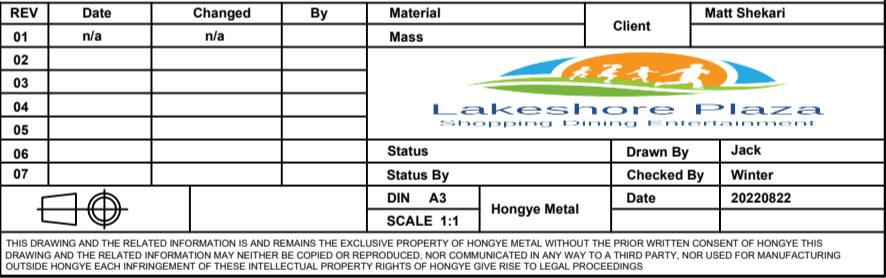 REV Date Changed By Material Client Matt Shekari
01 n/a n/a Mass
02
03
04
05
Lakeshore Plaza
Shopping Dining Entertainment
06 Status Drawn By Jack
07 Status By Checked By Winter
DIN A3 Hongye Metal Date 20220822
SCALE 1:1
THIS DRAWING AND THE RELATED INFORMATION IS AND REMAINS THE EXCLUSIVE PROPERTY OF HONGYE METAL WITHOUT THE PRIOR WRITTEN CONSENT OF HONGYE THIS
DRAWING AND THE RELATED INFORMATION MAY NEITHER BE COPIED OR REPRODUCED, NOR COMMUNICATED IN ANY WAY TO A THIRD PARTY, NOR USED FOR MANUFACTURING
OUTSIDE HONGYE EACH INFRINGEMENT OF THESE INTELLECTUAL PROPERTY RIGHTS OF HONGYE GIVE RISE TO LEGAL PROCEEDINGS